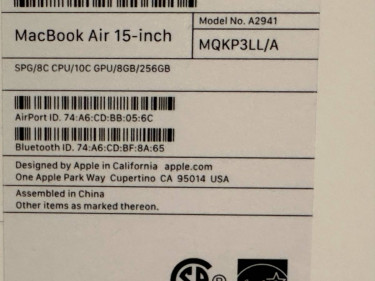 Model No. A2941
MacBook Air 15-inch
MQKP3LL/A
SPG/8C CPU/10C GPU/8GB/256GB
AirPort ID. 74:A6:CD:BB:05:6C
Bluetooth ID. 74:A6:CD:BF:8A:65
Designed by Apple in California apple.com
One Apple Park Way Cupertino CA 95014 USA
Assembled in China
Other items as marked thereon.
SA ®